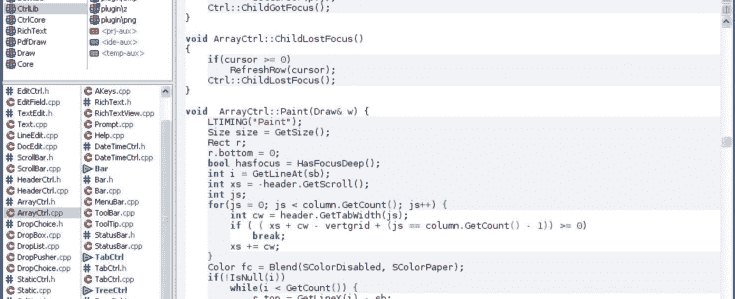 CtrlLib
CtrlCore
RichText
PdfDraw
Draw
Core
plugin\z
plugin\png
<prj-aux>
<ide-aux>
<temp-aux>
EditCtrl.h
EditField.cpp
TextEdit.h
Text.cpp
LineEdit.cpp
DocEdit.cpp
ScrollBar.h
ScrollBar.cpp
HeaderCtrl.h
HeaderCtrl.cpp
ArrayCtrl.h
ArrayCtrl.cpp
DropChoice.h
DropBox.cpp
DropList.cpp
DropPusher.cpp
DropChoice.cpp
StaticCtrl.h
Static.cpp
AKeys.cpp
RichText.h
RichTextView.cpp
Prompt.cpp
Help.cpp
DateTimeCtrl.h
DateTimeCtrl.cpp
Bar
Bar.h
Bar.cpp
MenuBar.cpp
ToolBar.cpp
ToolTip.cpp
StatusBar.h
StatusBar.cpp
TabCtrl
TabCtrl.h
TabCtrl.cpp
TreeCtrl
Ctrl::ChildGotFocus();
}
void ArrayCtrl::ChildLostFocus()
{
if(cursor >= 0)
RefreshRow(cursor);
Ctrl::ChildLostFocus();
}
void ArrayCtrl::Paint(Draw& w) {
LTIMING("Paint");
Size size = GetSize();
Rect r;
r.bottom = 0;
bool hasfocus = HasFocusDeep();
int i = GetLineAt(sb);
int xs = -header.GetScroll();
int js;
for(js = 0; js < column.GetCount(); js++) {
int cw = header.GetTabWidth(js);
if ( ( xs + cw - vertgrid + (js == column.GetCount() - 1)) >= 0)
break;
xs += cw;
}
Color fc = Blend(SColorDisabled, SColorPaper);
if(!IsNull(i))
while(i < GetCount()) {
r.top = GetLineY(i) - sb;